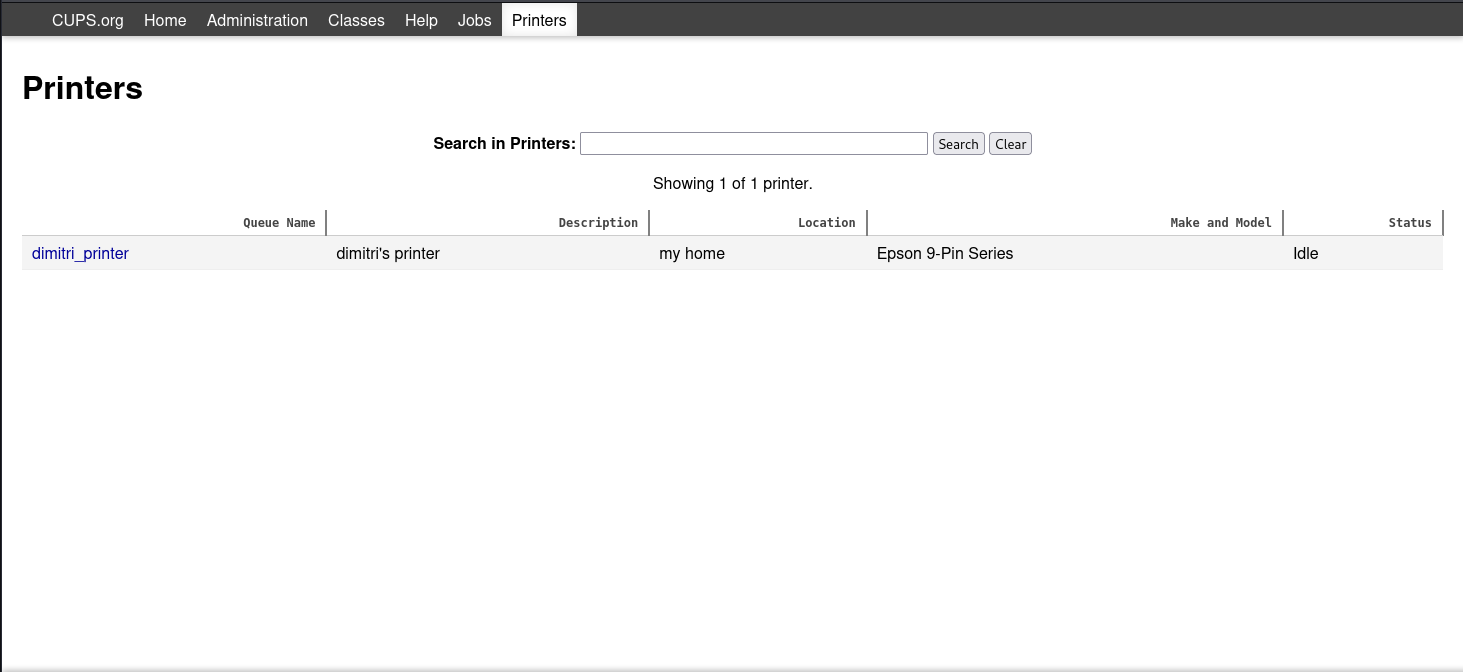 CUPS.org Home Administration Classes Help Jobs Printers
Printers
Search in Printers: Search Clear
Showing 1 of 1 printer.
Queue Name Description Location Make and Model Status
dimitri_printer dimitri's printer my home Epson 9-Pin Series Idle